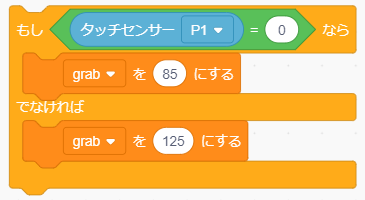 もし タッチセンサー P1 = 0 なら
grab を 85 にする
でなければ
grab を 125 にする